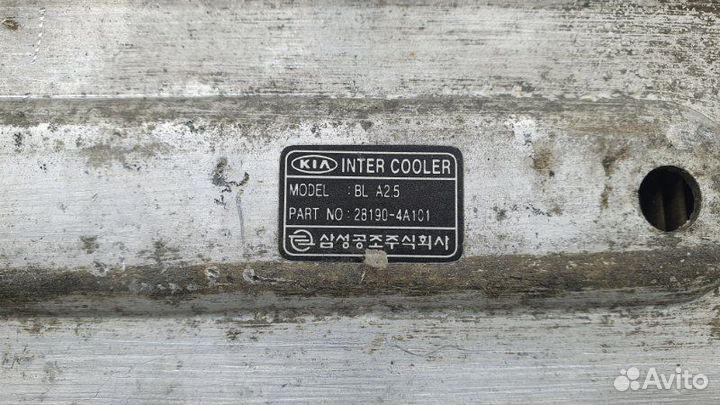 KIA INTER COOLER
MODEL : BL A2.5
PART NO : 28190-4A101
삼성공조주식회사
Avito